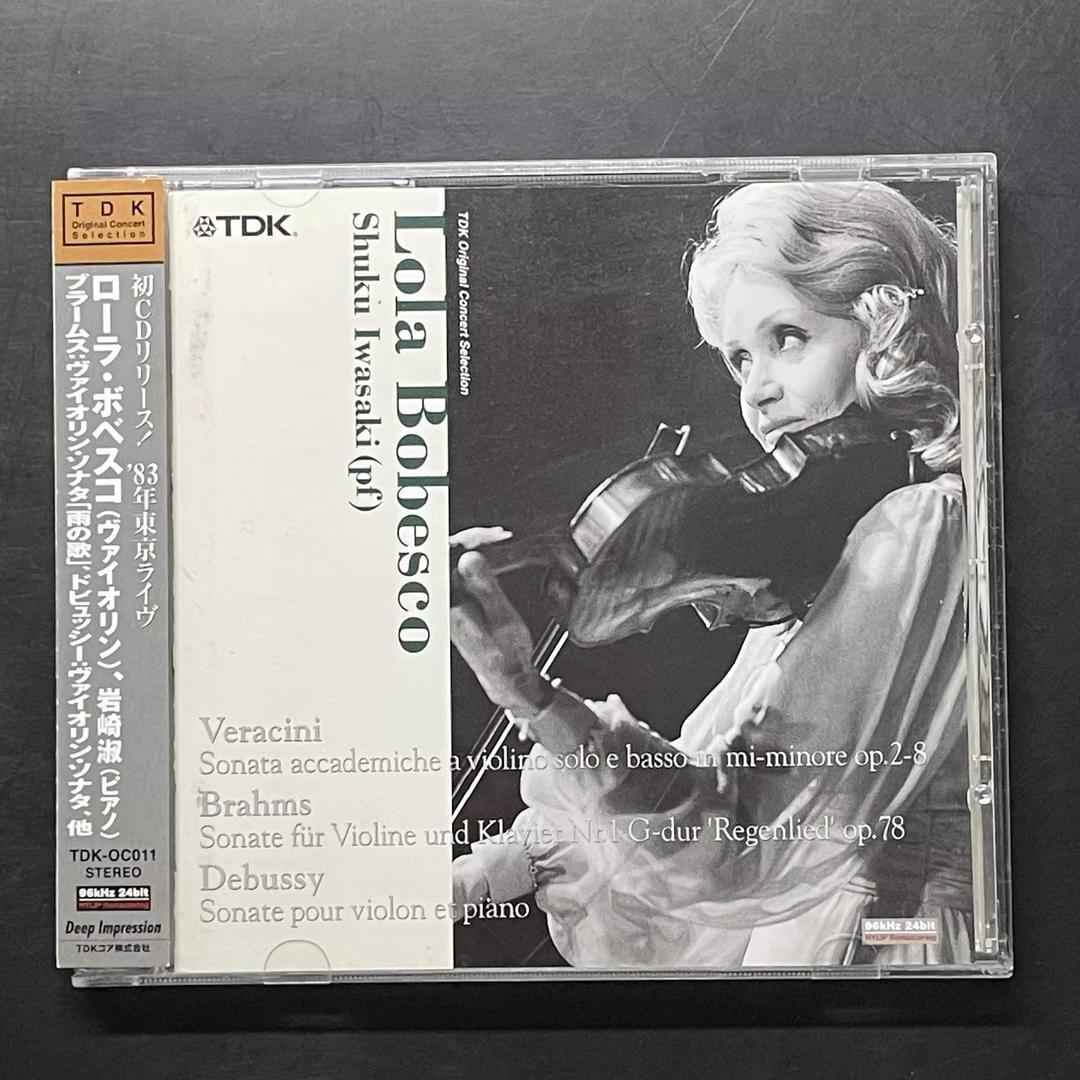 TDK
Original Concert
Selection
初CDリリース! '83年東京ライヴ
ローラ・ボベスコ(ヴァイオリン)、岩崎淑(ピアノ)
ブラームス:ヴァイオリン・ソナタ「雨の歌」、ドビュッシー:ヴァイオリン・ソナタ、他
TDK-OC011
STEREO
96kHz 24bit
HYLIP Remastering
Deep Impression
TDKコア株式会社
TDK®
TDK Original Concert Selection
Lola Bobesco
Shuku Iwasaki (pf)
Veracini
Sonata accademiche a violino solo e basso in mi-minore op.2-8
Brahms
Sonate für Violine und Klavier Nr.1 G-dur 'Regenlied' op.78
Debussy
Sonate pour violon et piàno
96kHz 24bit
HYLIP Remastering